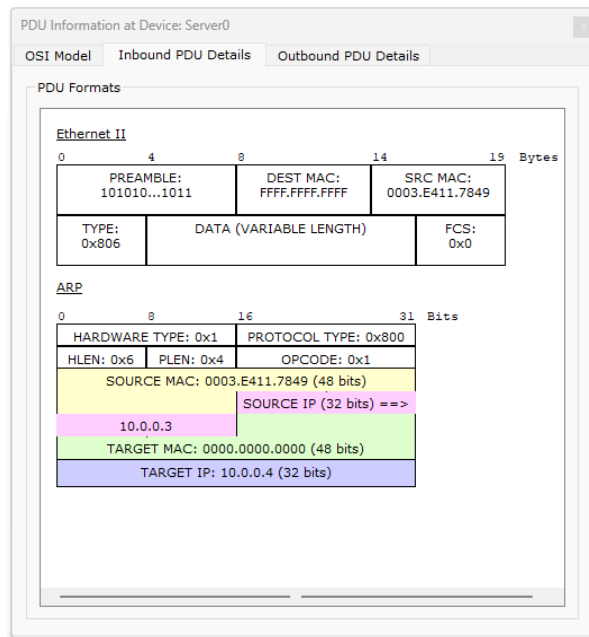 PDU Information at Device: Server0
x
OSI Model Inbound PDU Details Outbound PDU Details
PDU Formats
Ethernet II
0 4 8 14 19 Bytes
PREAMBLE: DEST MAC: SRC MAC:
101010...1011 FFFF.FFFF.FFFF 0003.E411.7849
TYPE: DATA (VARIABLE LENGTH) FCS:
0x806 0x0
ARP
0 8 16 31 Bits
HARDWARE TYPE: 0x1 PROTOCOL TYPE: 0x800
HLEN: 0x6 PLEN: 0x4 OPCODE: 0x1
SOURCE MAC: 0003.E411.7849 (48 bits)
SOURCE IP (32 bits) ==>
10.0.0.3
TARGET MAC: 0000.0000.0000 (48 bits)
TARGET IP: 10.0.0.4 (32 bits)